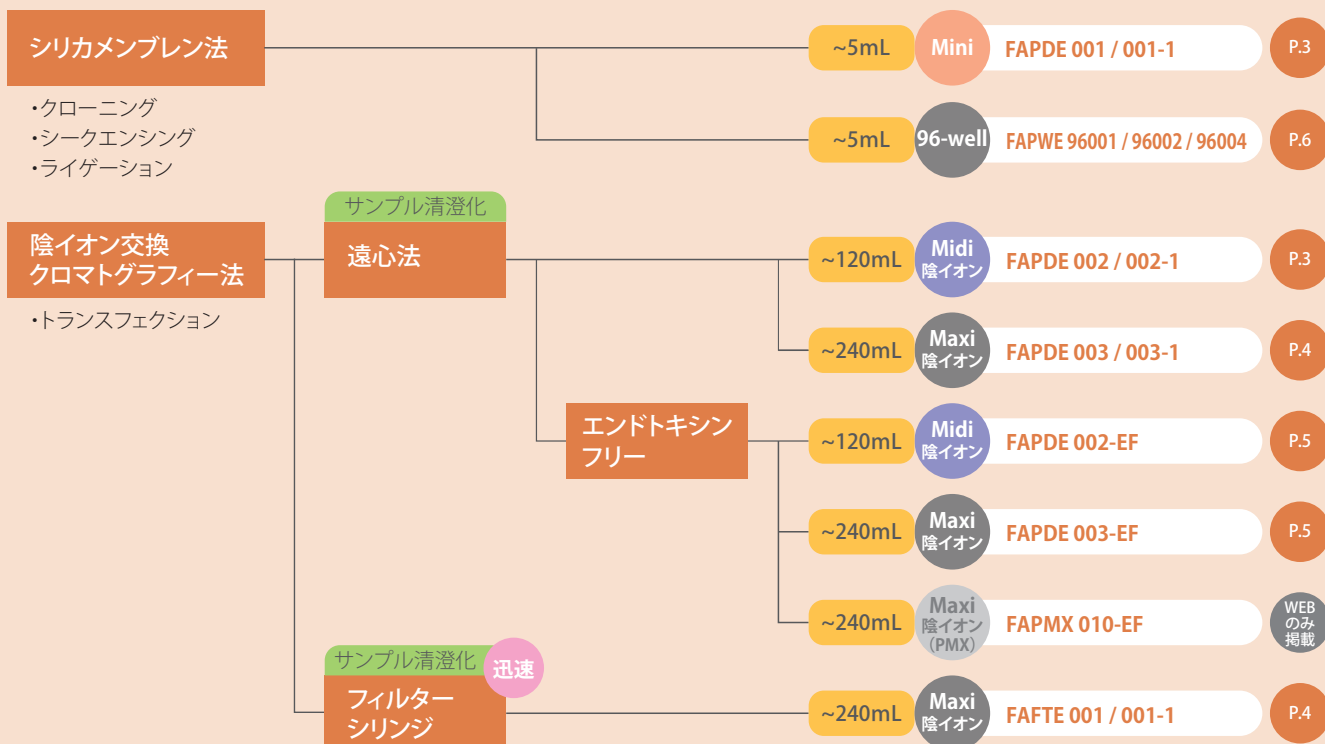 シリカメンブレン法
・クローニング
・シークエンシング
・ライゲーション
~5mL
Mini
FAPDE 001 / 001-1
P.3
~5mL
96-well
FAPWE 96001 / 96002 / 96004
P.6
陰イオン交換
クロマトグラフィー法
・トランスフェクション
サンプル清澄化
遠心法
~120mL
Midi
陰イオン
FAPDE 002 / 002-1
P.3
~240mL
Maxi
陰イオン
FAPDE 003 / 003-1
P.4
エンドトキシン
フリー
~120mL
Midi
陰イオン
FAPDE 002-EF
P.5
~240mL
Maxi
陰イオン
FAPDE 003-EF
P.5
~240mL
Maxi
陰イオン
(PMX)
FAPMX 010-EF
WEB
のみ
掲載
サンプル清澄化
迅速
フィルター
シリンジ
~240mL
Maxi
陰イオン
FAFTE 001 / 001-1
P.4